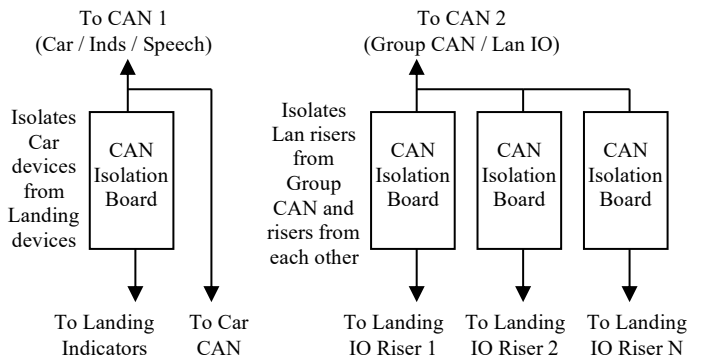 To CAN 1
(Car / Inds / Speech)
Isolates
Car
devices
from
Landing
devices
CAN
Isolation
Board
To Landing
Indicators
To Car
CAN
To CAN 2
(Group CAN / Lan IO)
Isolates
Lan risers
from
Group
CAN and
risers from
each other
CAN
Isolation
Board
CAN
Isolation
Board
CAN
Isolation
Board
To Landing
IO Riser 1
To Landing
IO Riser 2
To Landing
IO Riser N